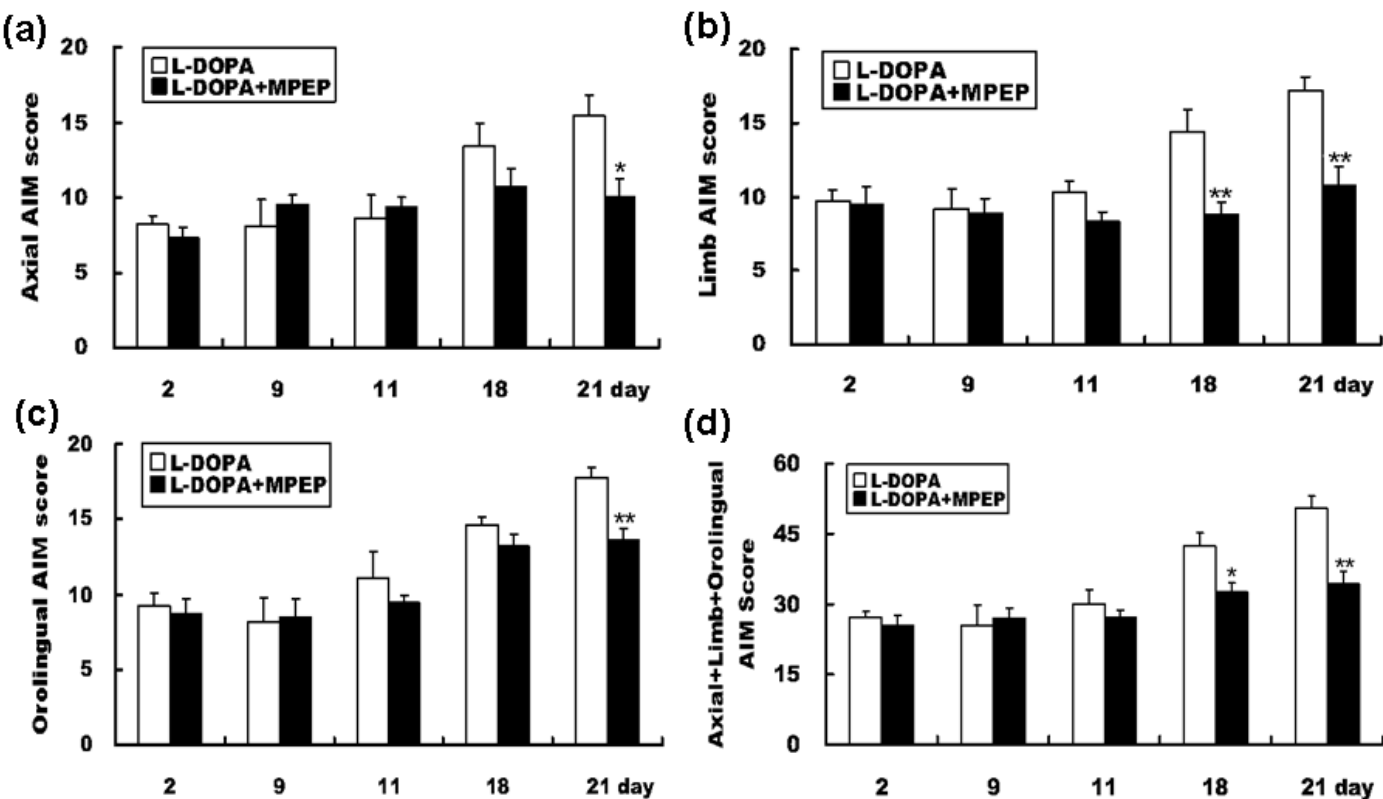 (a)
20
15
10
5
0
Axial AIM score
L-DOPA
L-DOPA+MPEP
*
2 9 11 18 21 day
(b)
20
15
10
5
0
Limb AIM score
L-DOPA
L-DOPA+MPEP
** **
2 9 11 18 21 day
(c)
20
15
10
5
0
Orolingual AIM score
L-DOPA
L-DOPA+MPEP
**
2 9 11 18 21 day
(d)
60
45
30
15
0
Axial+Limb+Orolingual
AIM Score
L-DOPA
L-DOPA+MPEP
* **
2 9 11 18 21 day